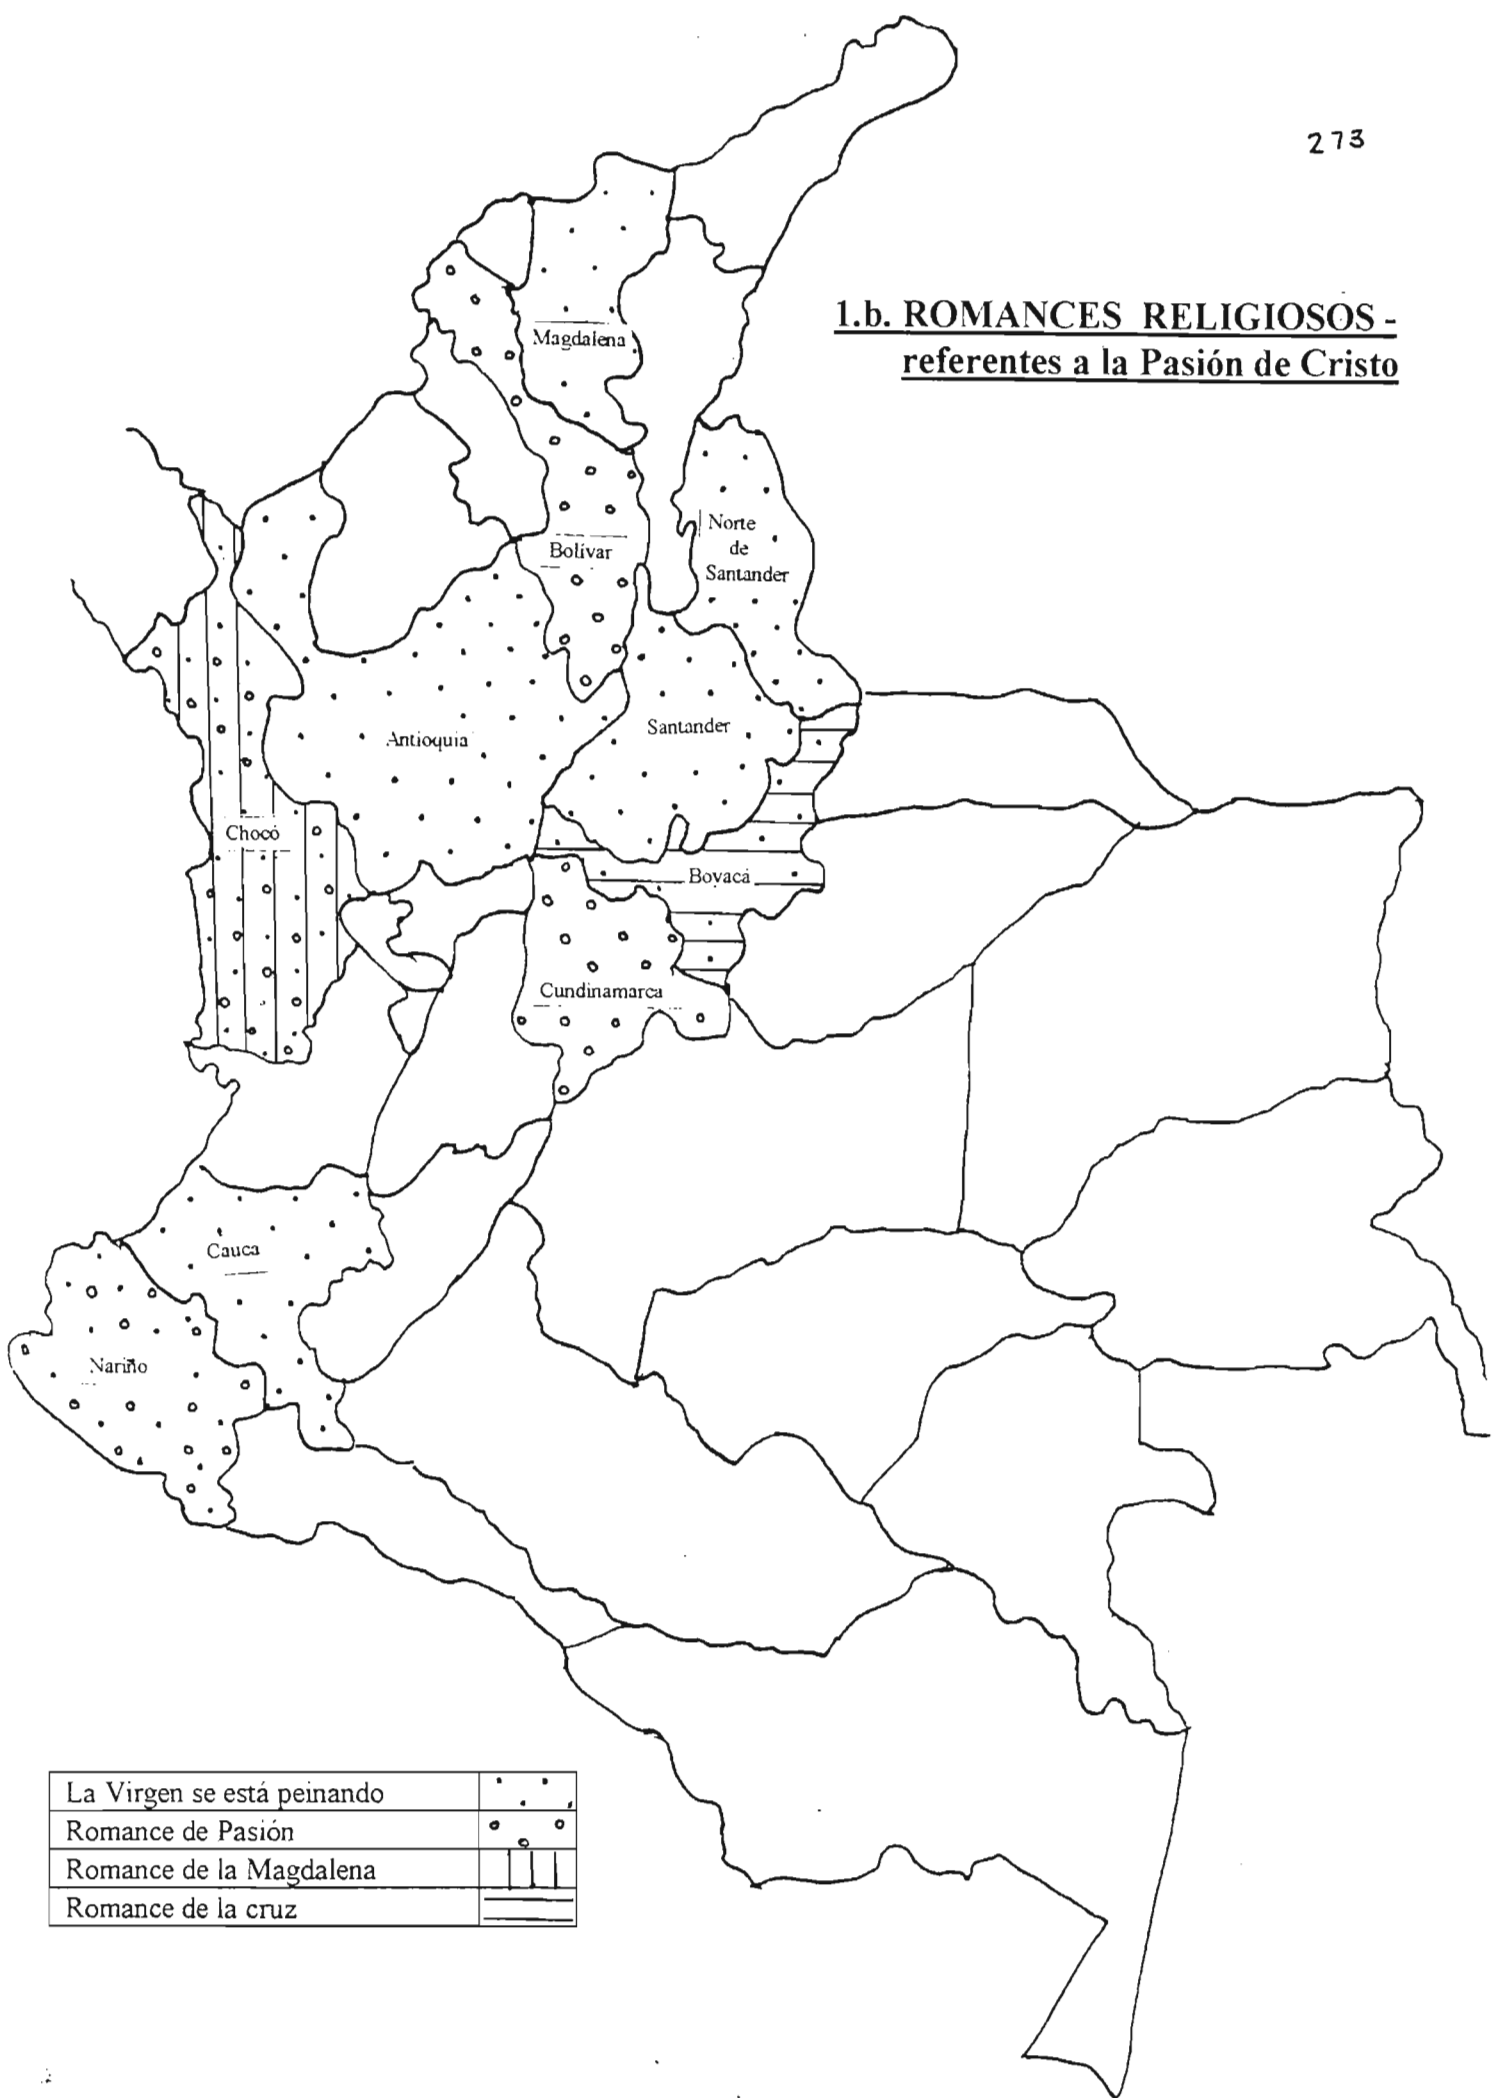 273
1.b. ROMANCES RELIGIOSOS -
referentes a la Pasión de Cristo
Magdalena
Norte
de
Santander
Bolívar
Santander
Antioquia
Chocó
Boyacá
Cundinamarca
Cauca
Nariño
La Virgen se está peinando
Romance de Pasión
Romance de la Magdalena
Romance de la cruz